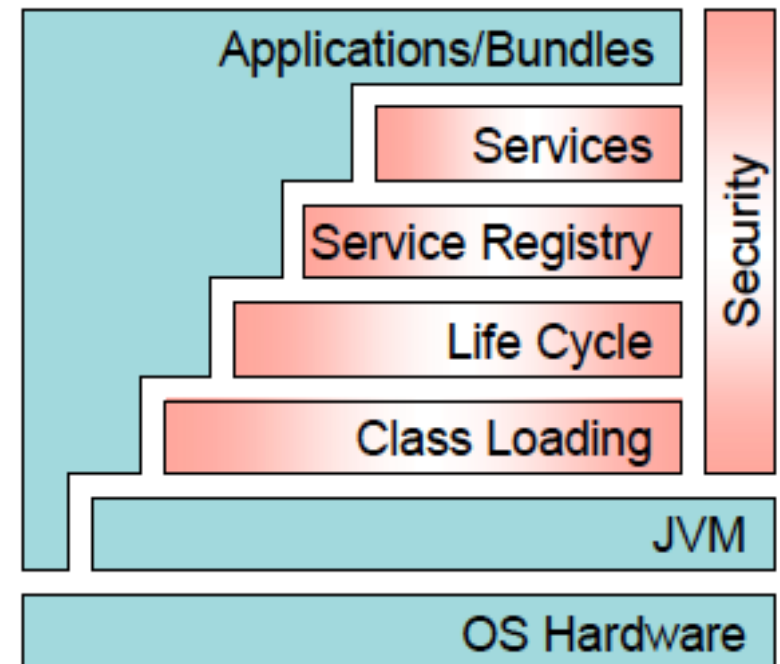 Applications/Bundles
Services
Service Registry
Life Cycle
Class Loading
Security
JVM
OS Hardware